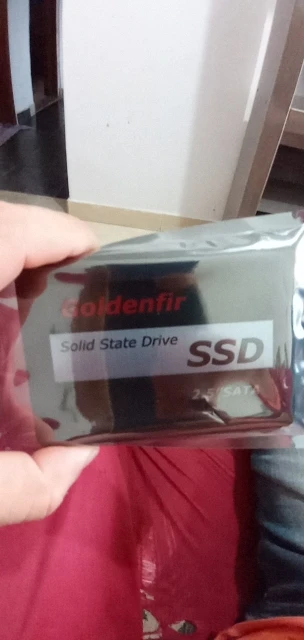 Goldenfir
Solid State Drive
SSD
2.5"SATA